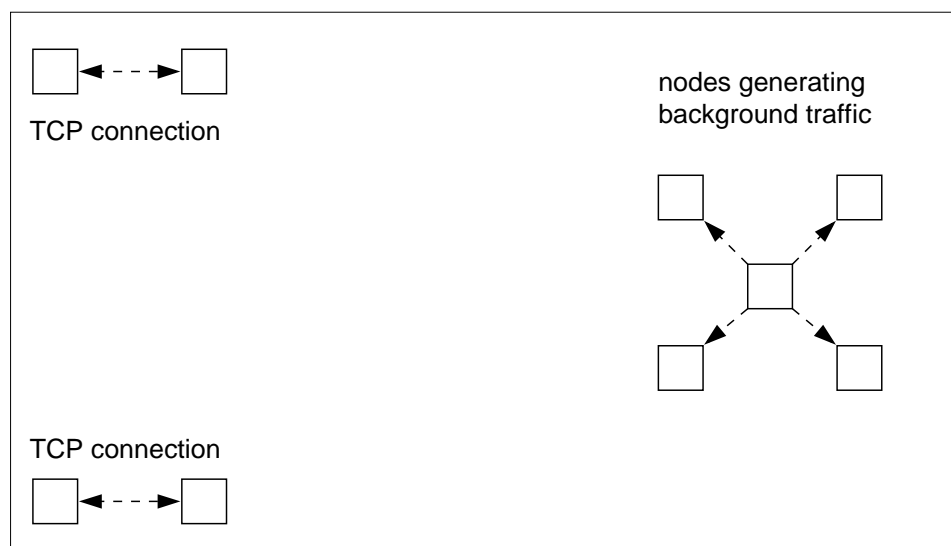 TCP connection
nodes generating
background traffic
TCP connection